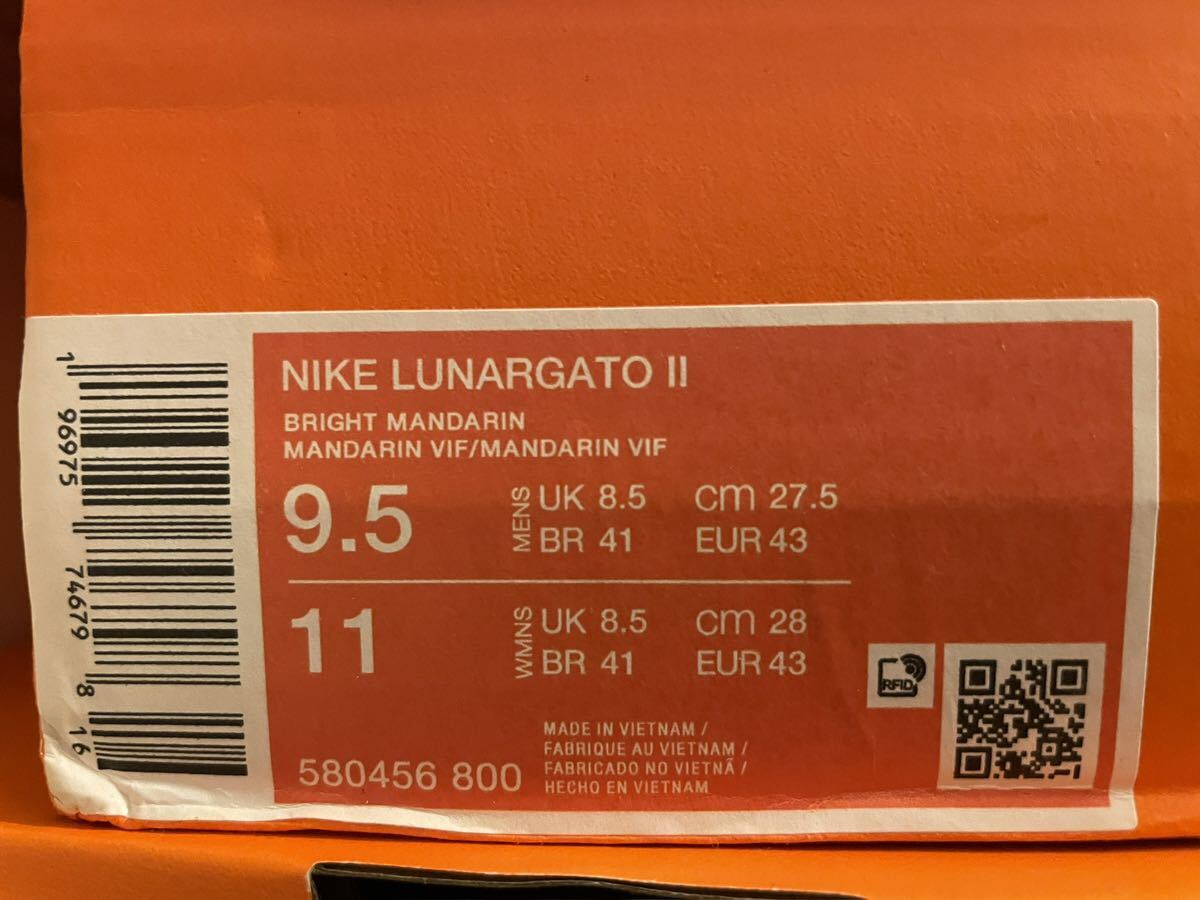 NIKE LUNARGATO II
BRIGHT MANDARIN
MANDARIN VIF/MANDARIN VIF
9.5 MENS UK 8.5 cm 27.5
BR 41 EUR 43
11 WMNS UK 8.5 cm 28
BR 41 EUR 43
580456 800
MADE IN VIETNAM /
FABRIQUE AU VIETNAM /
FABRICADO NO VIETNÃ /
HECHO EN VIETNAM
RFID
1 96975 74679 8 16